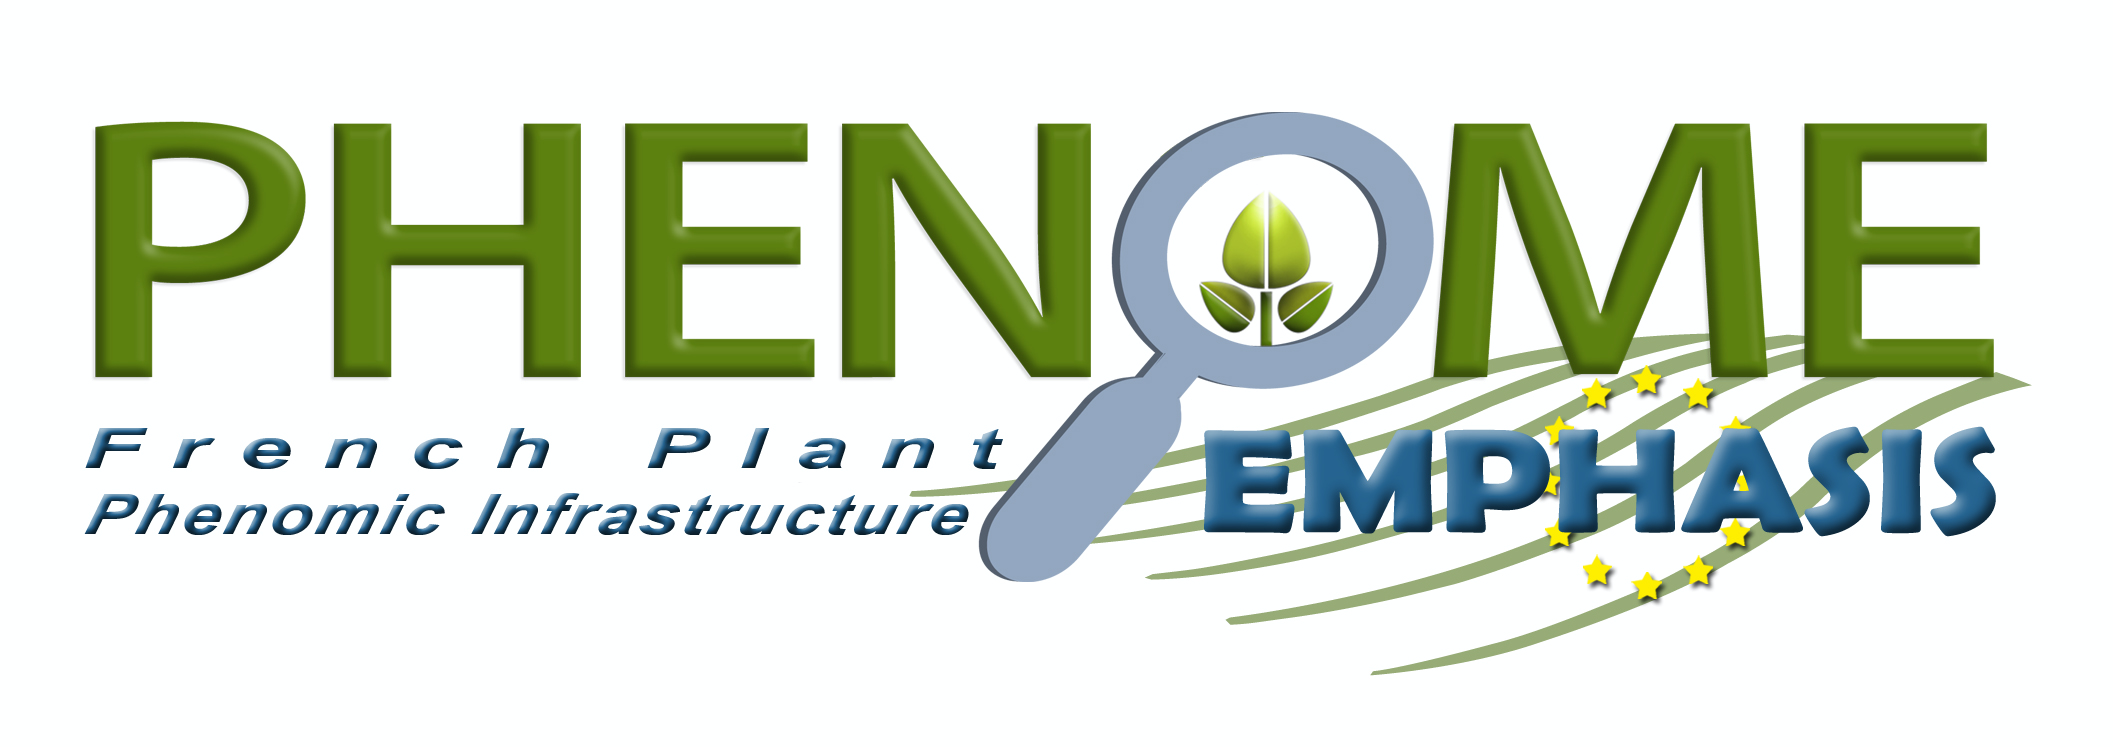 PHENOME
French Plant
Phenomic Infrastructure
EMPHASIS